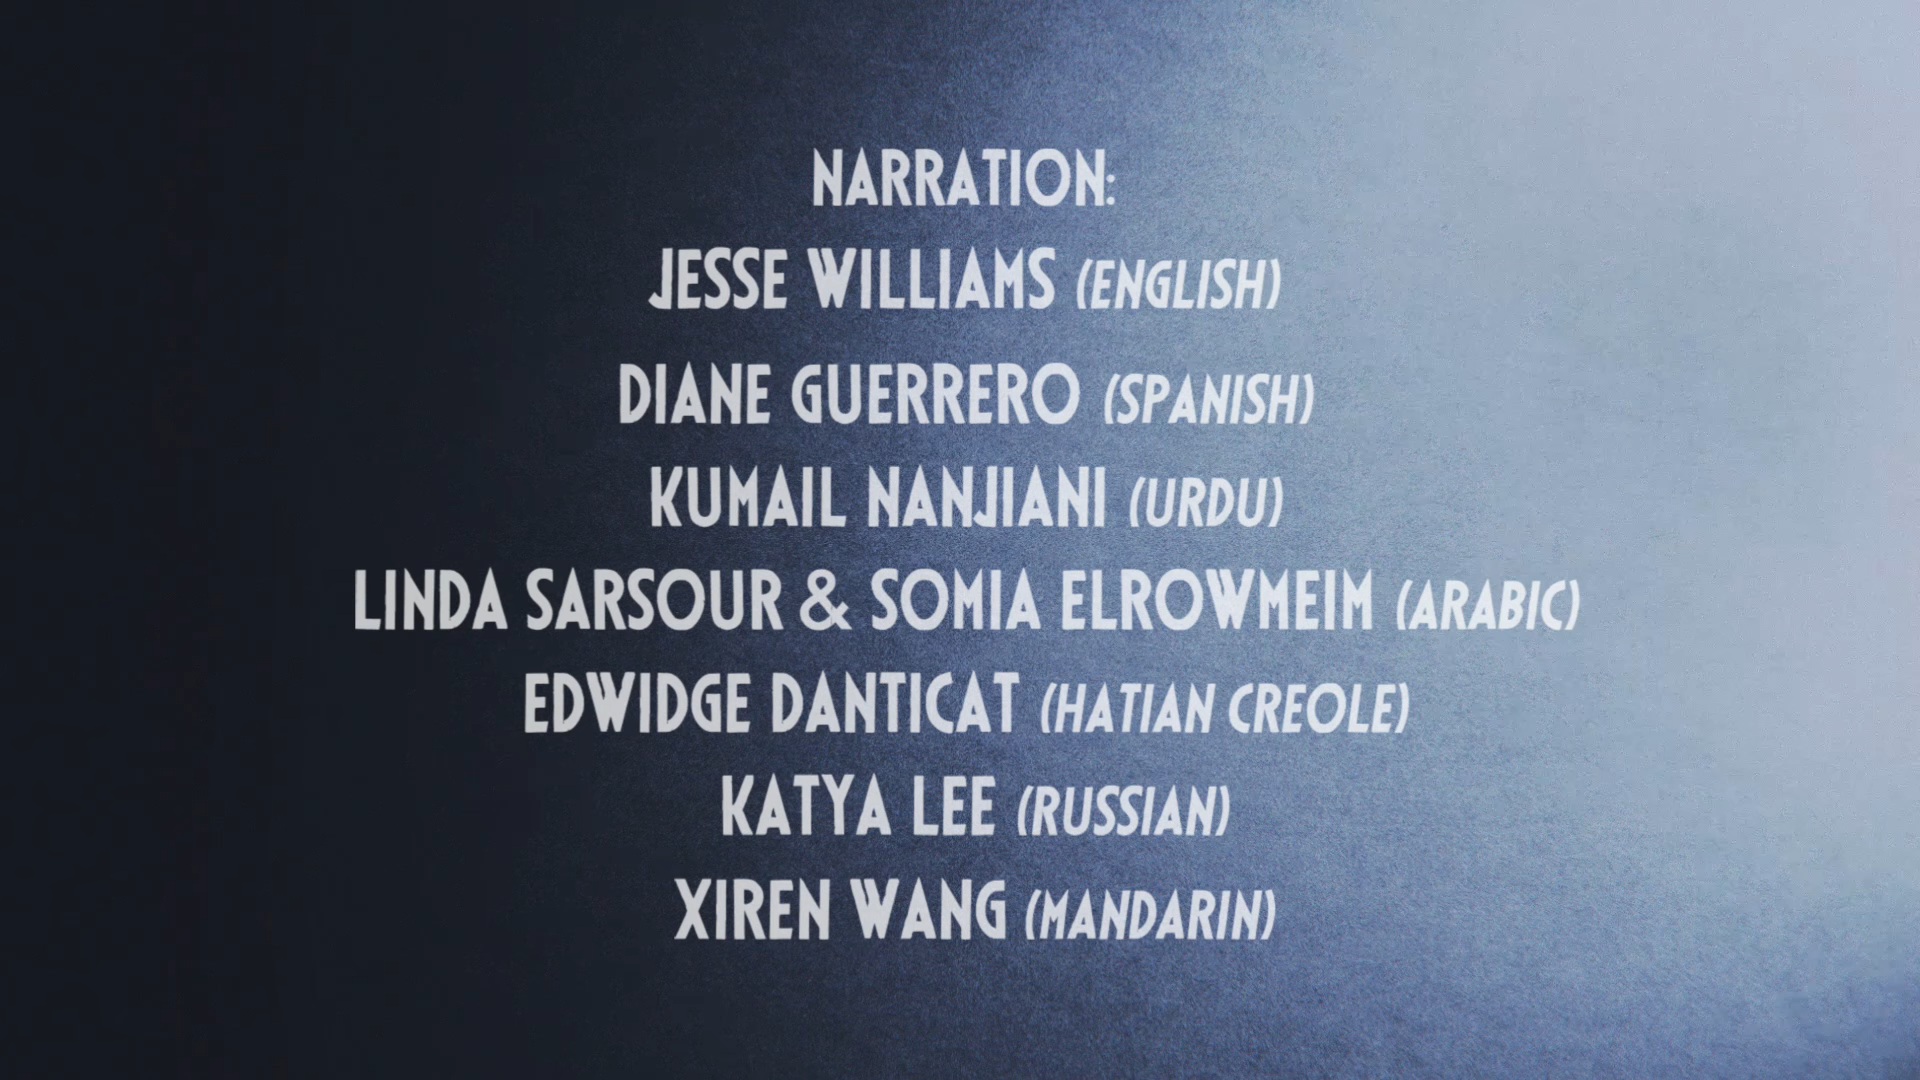 NARRATION:
JESSE WILLIAMS (ENGLISH)
DIANE GUERRERO (SPANISH)
KUMAIL NANJIANI (URDU)
LINDA SARSOUR & SOMIA ELROWMEIM (ARABIC)
EDWIDGE DANTICAT (HATIAN CREOLE)
KATYA LEE (RUSSIAN)
XIREN WANG (MANDARIN)